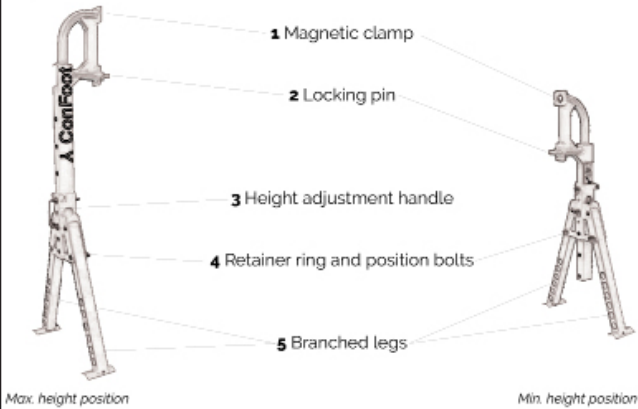 1 Magnetic clamp
2 Locking pin
ConFoot
3 Height adjustment handle
4 Retainer ring and position bolts
5 Branched legs
Max. height position
Min. height position